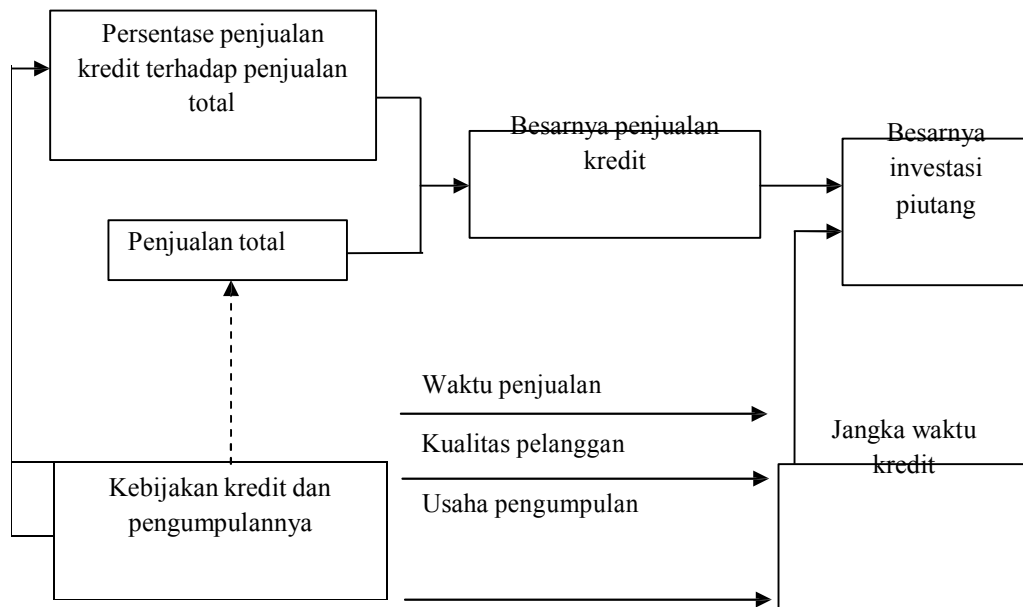 Persentase penjualan
kredit terhadap penjualan
total
Besarnya penjualan
kredit
Besarnya
investasi
piutang
Penjualan total
Waktu penjualan
Kualitas pelanggan
Usaha pengumpulan
Jangka waktu
kredit
Kebijakan kredit dan
pengumpulannya